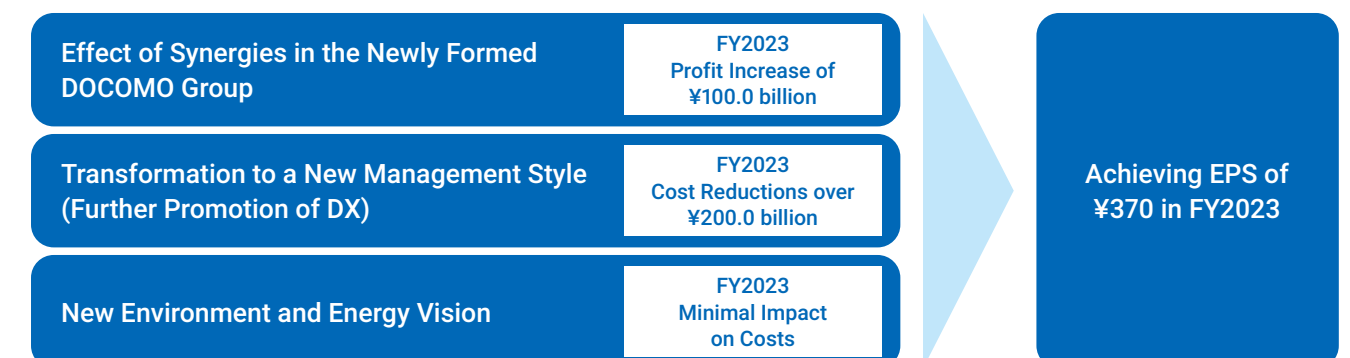 Effect of Synergies in the Newly Formed
DOCOMO Group
FY2023
Profit Increase of
¥100.0 billion
Transformation to a New Management Style
(Further Promotion of DX)
FY2023
Cost Reductions over
¥200.0 billion
New Environment and Energy Vision
FY2023
Minimal Impact
on Costs
Achieving EPS of
¥370 in FY2023